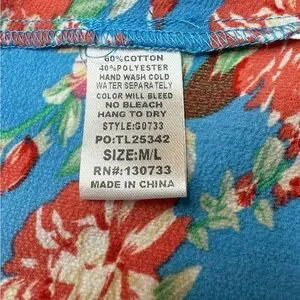 60%COTTON
40%POLYESTER
HAND WASH COLD
WATER SEPARATELY
COLOR WILL BLEED
NO BLEACH
HANG TO DRY
STYLE:G0733
PO:TL25342
SIZE:M/L
RN#:130733
MADE IN CHINA